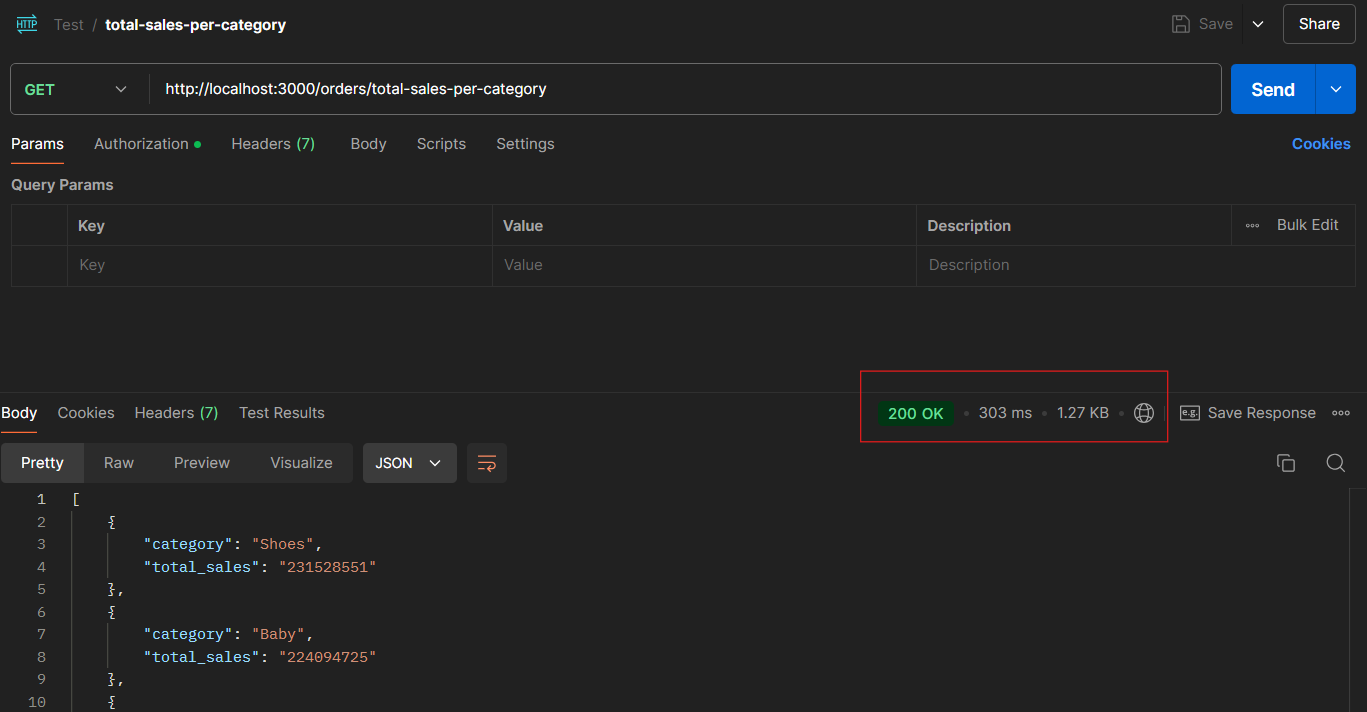 HTTP Test / total-sales-per-category Save Share
GET http://localhost:3000/orders/total-sales-per-category Send
Params Authorization Headers (7) Body Scripts Settings Cookies
Query Params
Key Value Description Bulk Edit
Key Value Description
Body Cookies Headers (7) Test Results 200 OK 303 ms 1.27 KB e.g. Save Response
Pretty Raw Preview Visualize JSON
1 [
2 {
3 "category": "Shoes",
4 "total_sales": "231528551"
5 },
6 {
7 "category": "Baby",
8 "total_sales": "224094725"
9 },
10 {